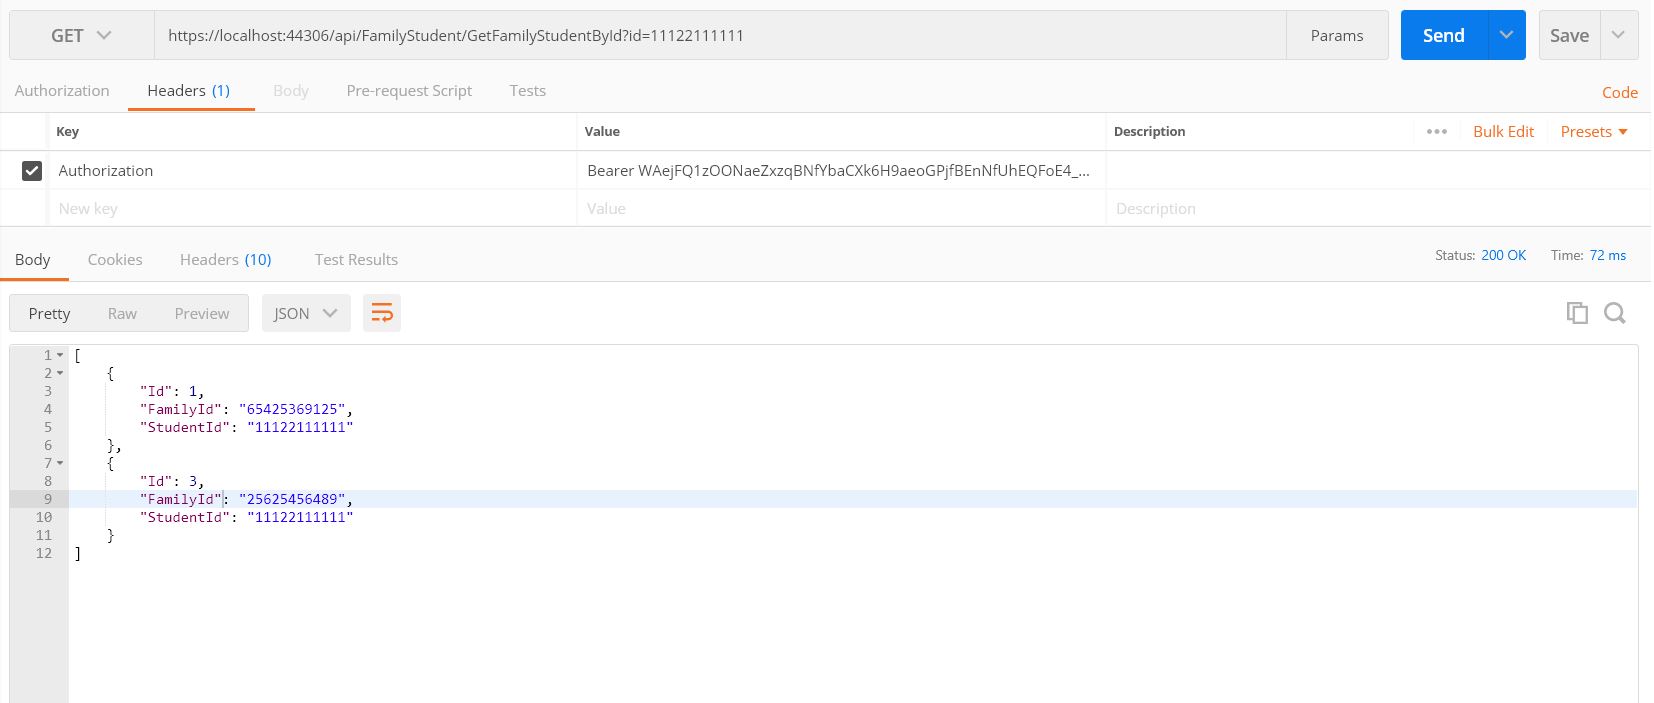 GET https://localhost:44306/api/FamilyStudent/GetFamilyStudentById?id=11122111111 Params Send Save
Authorization Headers (1) Body Pre-request Script Tests Code
Key Value Description ••• Bulk Edit Presets
Authorization Bearer WAejFQ1zOONaeZxzqBNfYbaCXk6H9aeoGPjfBEnNfUhEQFoE4_...
New key Value Description
Body Cookies Headers (10) Test Results Status: 200 OK Time: 72 ms
Pretty Raw Preview JSON
1 [
2 {
3 "Id": 1,
4 "FamilyId": "65425369125",
5 "StudentId": "11122111111"
6 },
7 {
8 "Id": 3,
9 "FamilyId": "25625456489",
10 "StudentId": "11122111111"
11 }
12 ]